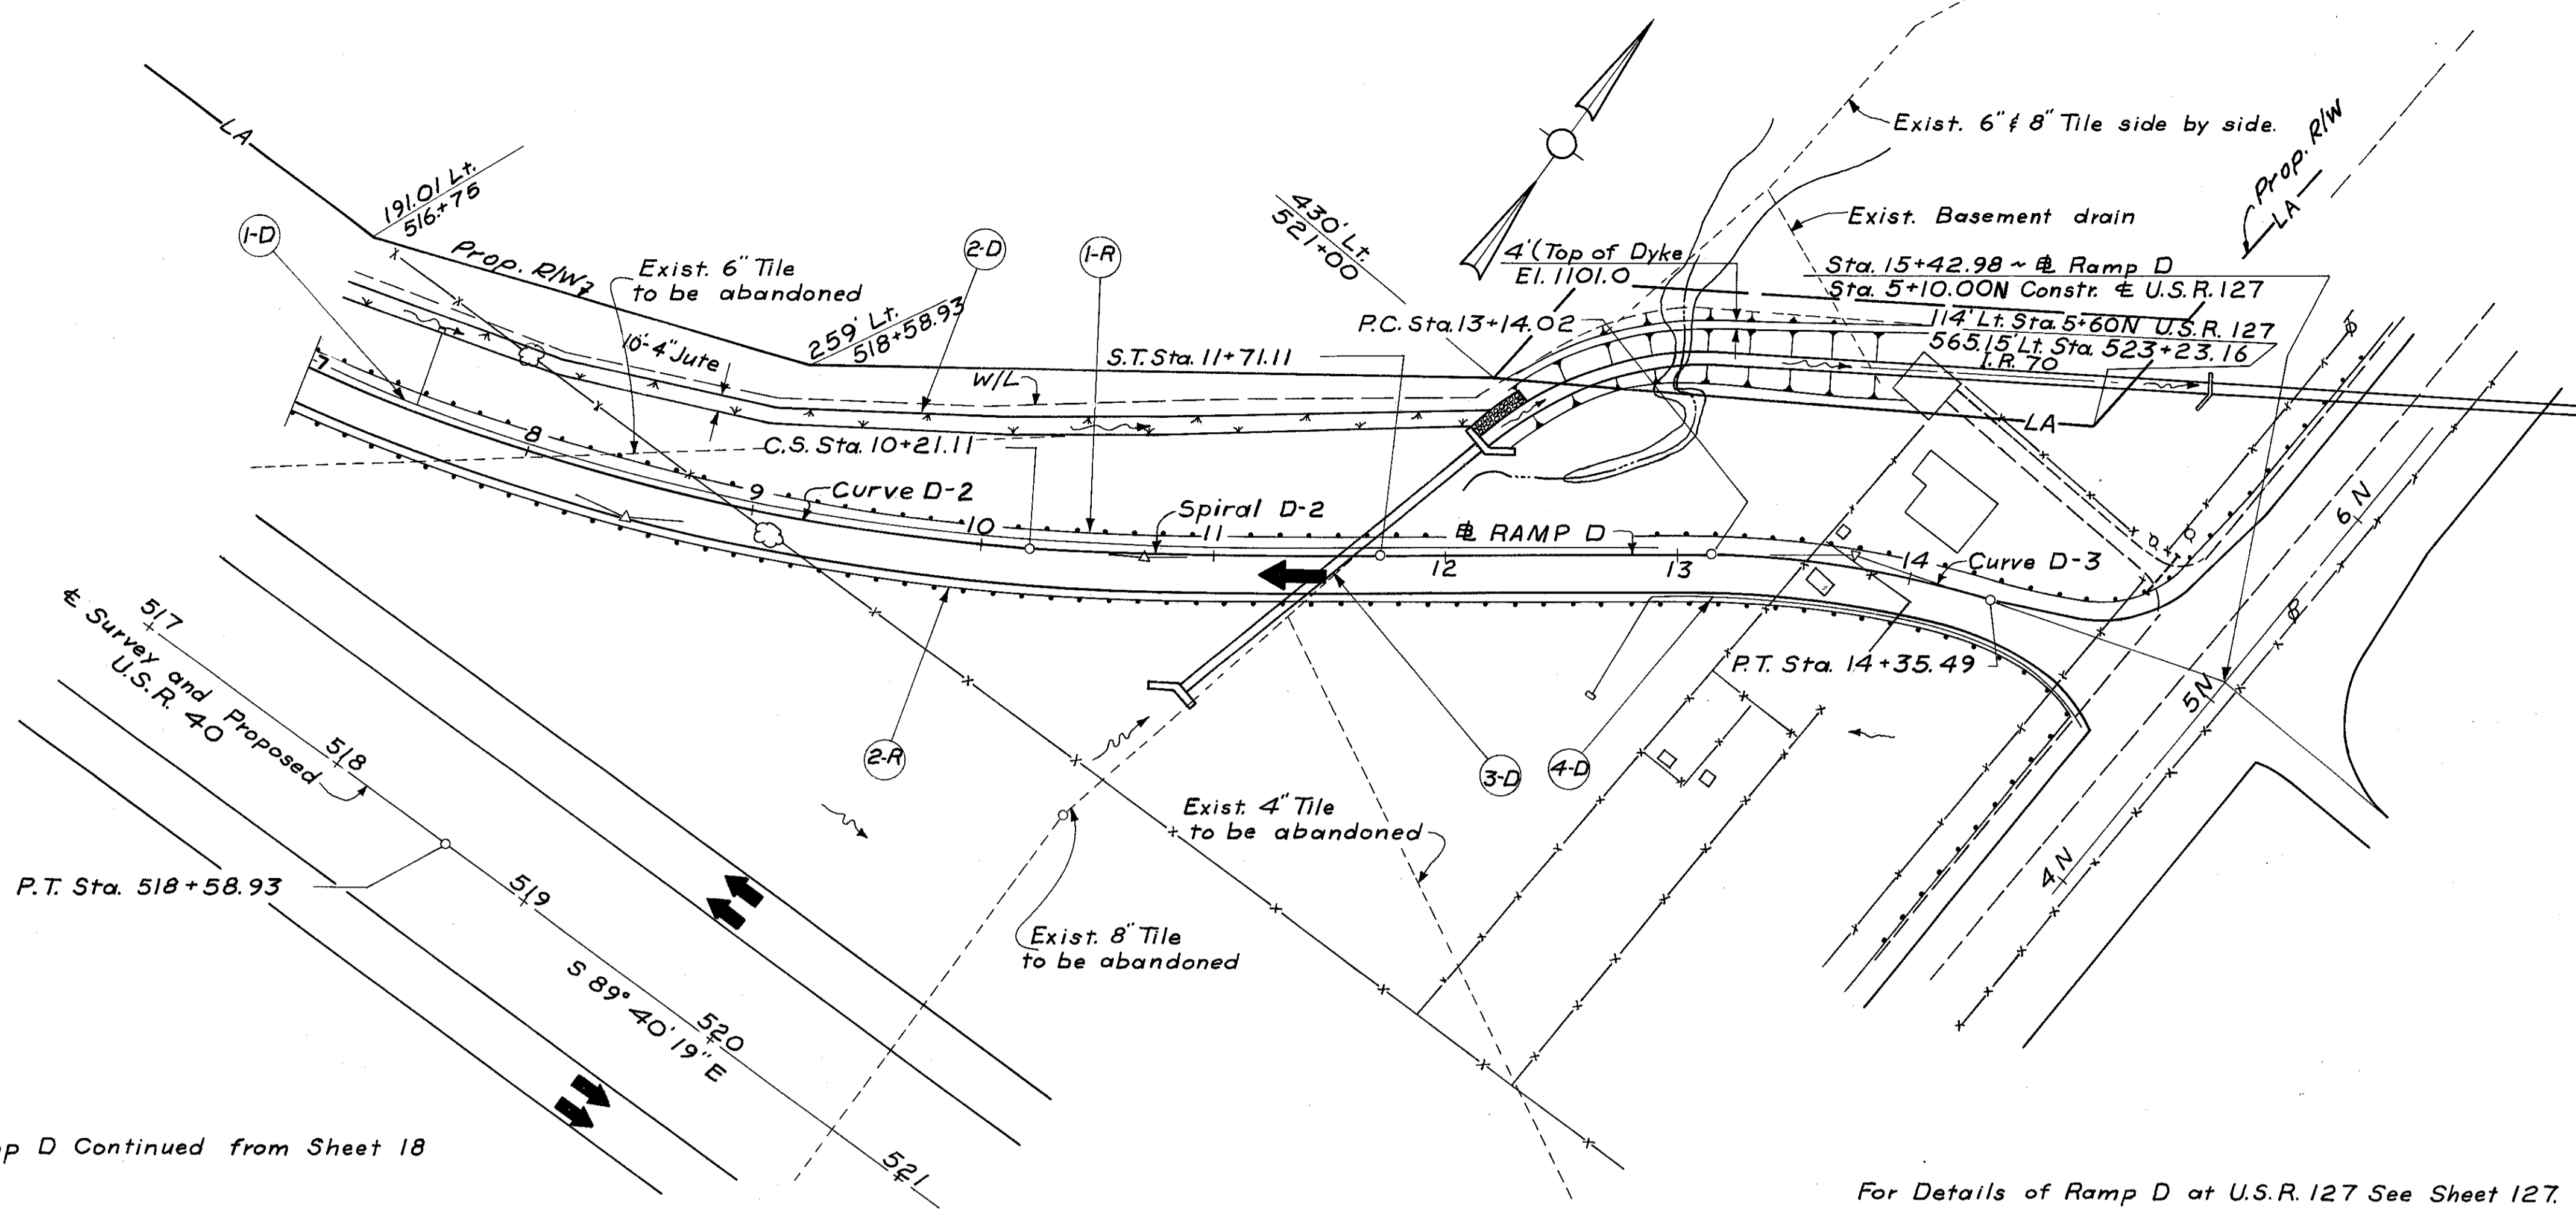 LA
191.01 Lt.
516+75
1-D
Prop. R/W
Exist. 6" Tile
to be abandoned
2-D
1-R
10'-4" Jute
259' Lt.
518+58.93
W/L
S.T. Sta. 11+71.11
430' Lt.
521+00
P.C. Sta. 13+14.02
4' (Top of Dyke
El. 1101.0
Exist. 6" & 8" Tile side by side.
Exist. Basement drain
Prop. R/W
LA
Sta. 15+42.98 ~ ⅊ Ramp D
Sta. 5+10.00N Constr. ℄ U.S.R. 127
114' Lt. Sta. 5+60N U.S.R. 127
565.15' Lt. Sta. 523+23.16
I.R. 70
LA
7
8
9
10
11
12
13
14
C.S. Sta. 10+21.11
Curve D-2
Spiral D-2
⅊ RAMP D
Curve D-3
P.T. Sta. 14+35.49
6 N
5 N
4 N
2-R
3-D
4-D
517
518
519
520
521
℄ Survey and Proposed
U.S.R. 40
P.T. Sta. 518+58.93
S 89° 40' 19" E
Exist. 8" Tile
to be abandoned
Exist. 4" Tile
to be abandoned
p D Continued from Sheet 18
For Details of Ramp D at U.S.R. 127 See Sheet 127.